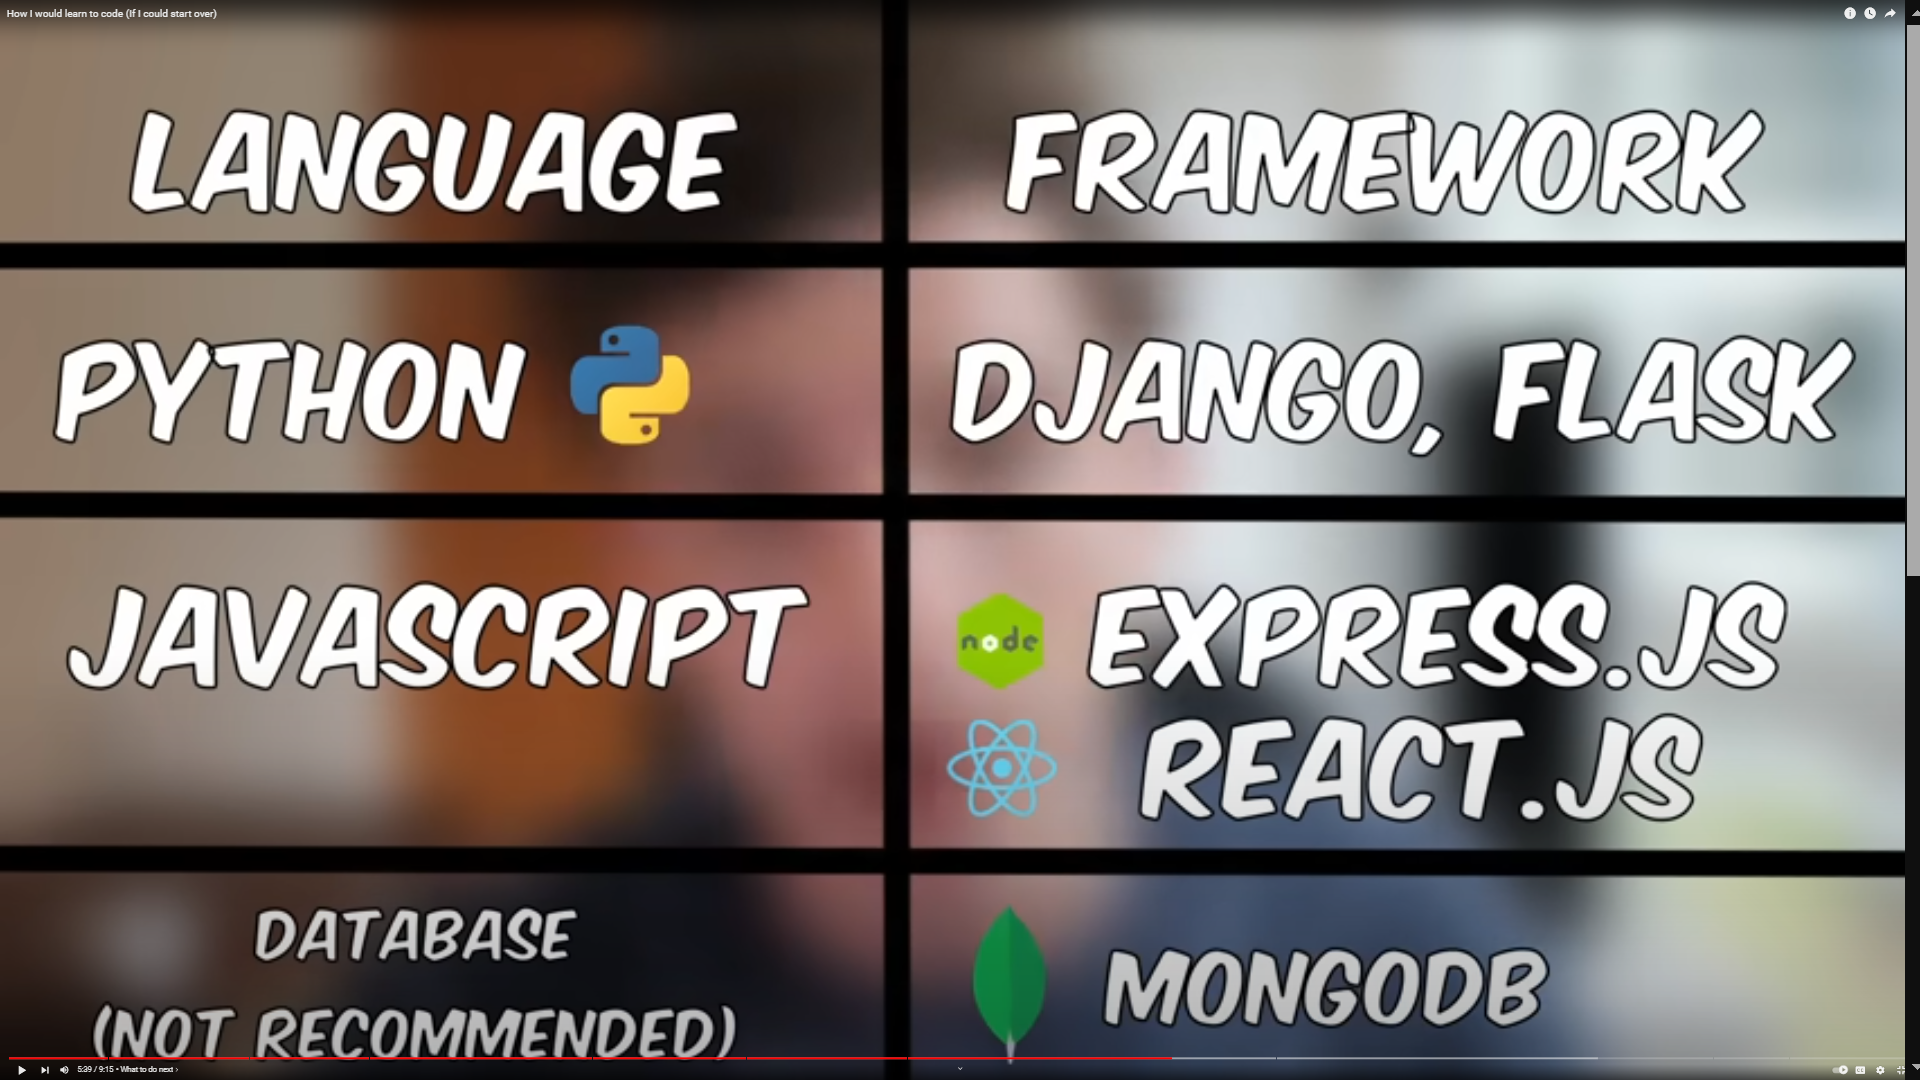 How I would learn to code (If I could start over)
LANGUAGE
FRAMEWORK
PYTHON
DJANGO, FLASK
JAVASCRIPT
node
EXPRESS.JS
REACT.JS
DATABASE
(NOT RECOMMENDED)
MONGODB
5:39 / 9:15 • What to do next ›
CC